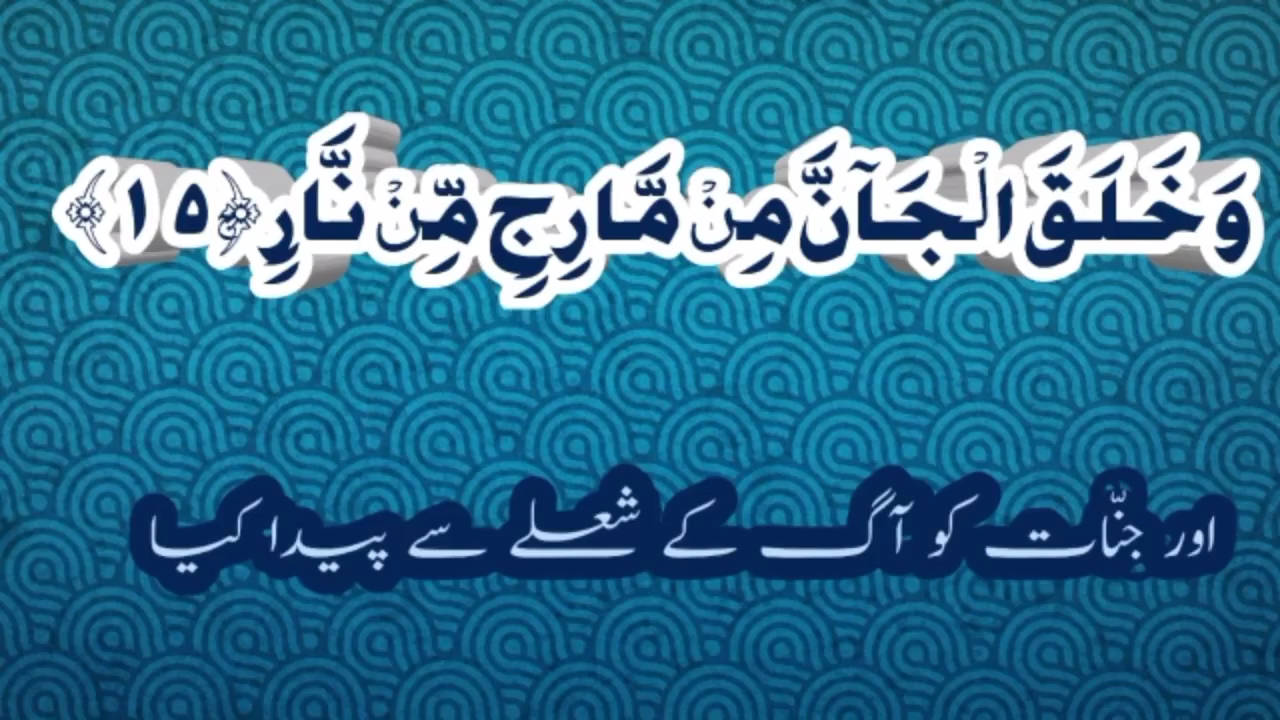 وَخَلَقَ الْجَآنَّ مِنْ مَّارِجٍ مِّنْ نَّارٍ ﴿١٥﴾
اور جنّات کو آگ کے شعلے سے پیدا کیا